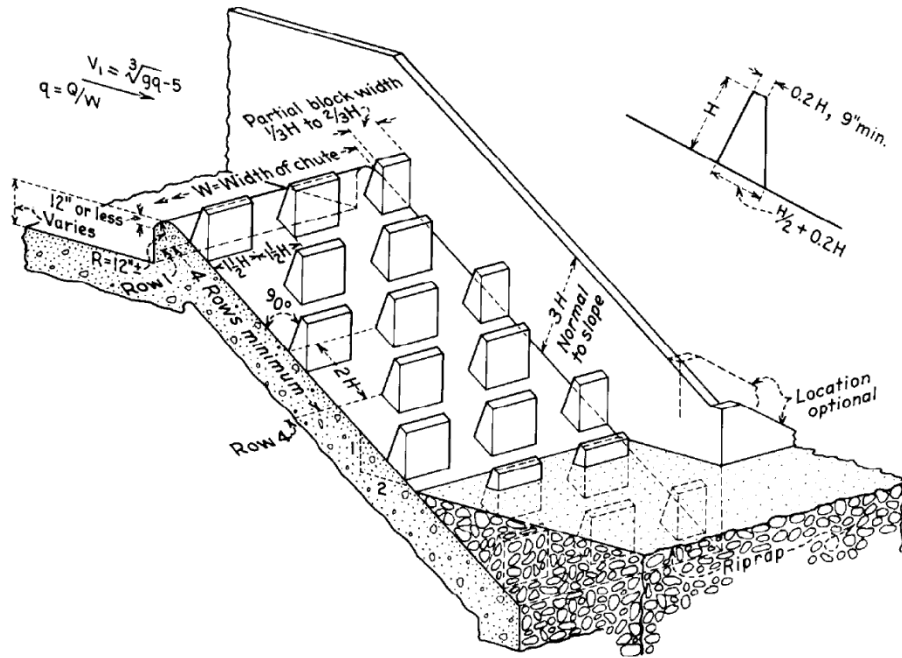 V₁ = ∛gq-5
q = Q/W
Partial block width
1/3H to 2/3H
W=Width of chute
12" or less
Varies
R=12"±
Row 1
1½H
1½H
4 Rows minimum
90°
2H
Row 4
1
2
3H
Normal
to slope
Location
optional
Riprap
H
0.2H, 9" min.
H/2 + 0.2H